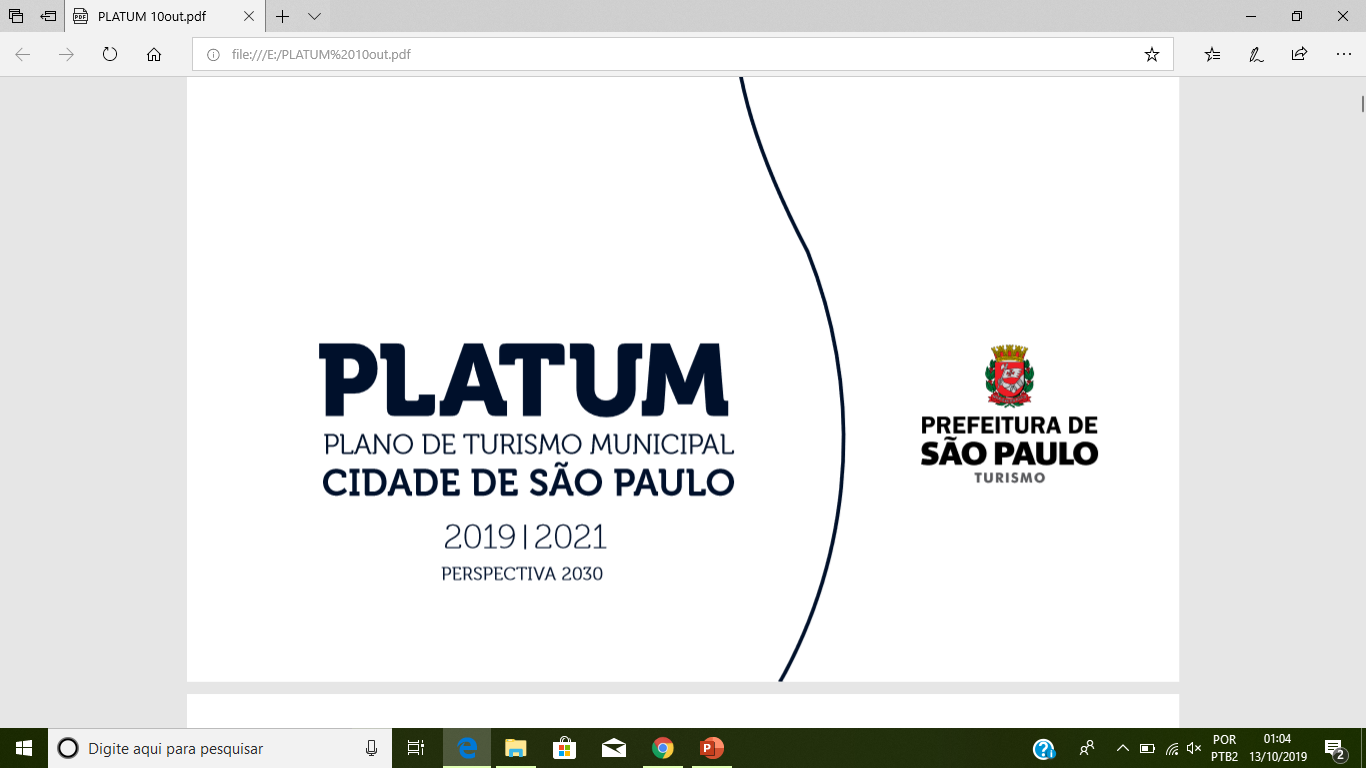 PLATUM 10out.pdf
file:///E:/PLATUM%2010out.pdf
PLATUM
PLANO DE TURISMO MUNICIPAL
CIDADE DE SÃO PAULO
2019 | 2021
PERSPECTIVA 2030
PREFEITURA DE
SÃO PAULO
TURISMO
Digite aqui para pesquisar
POR
PTB2
01:04
13/10/2019
2